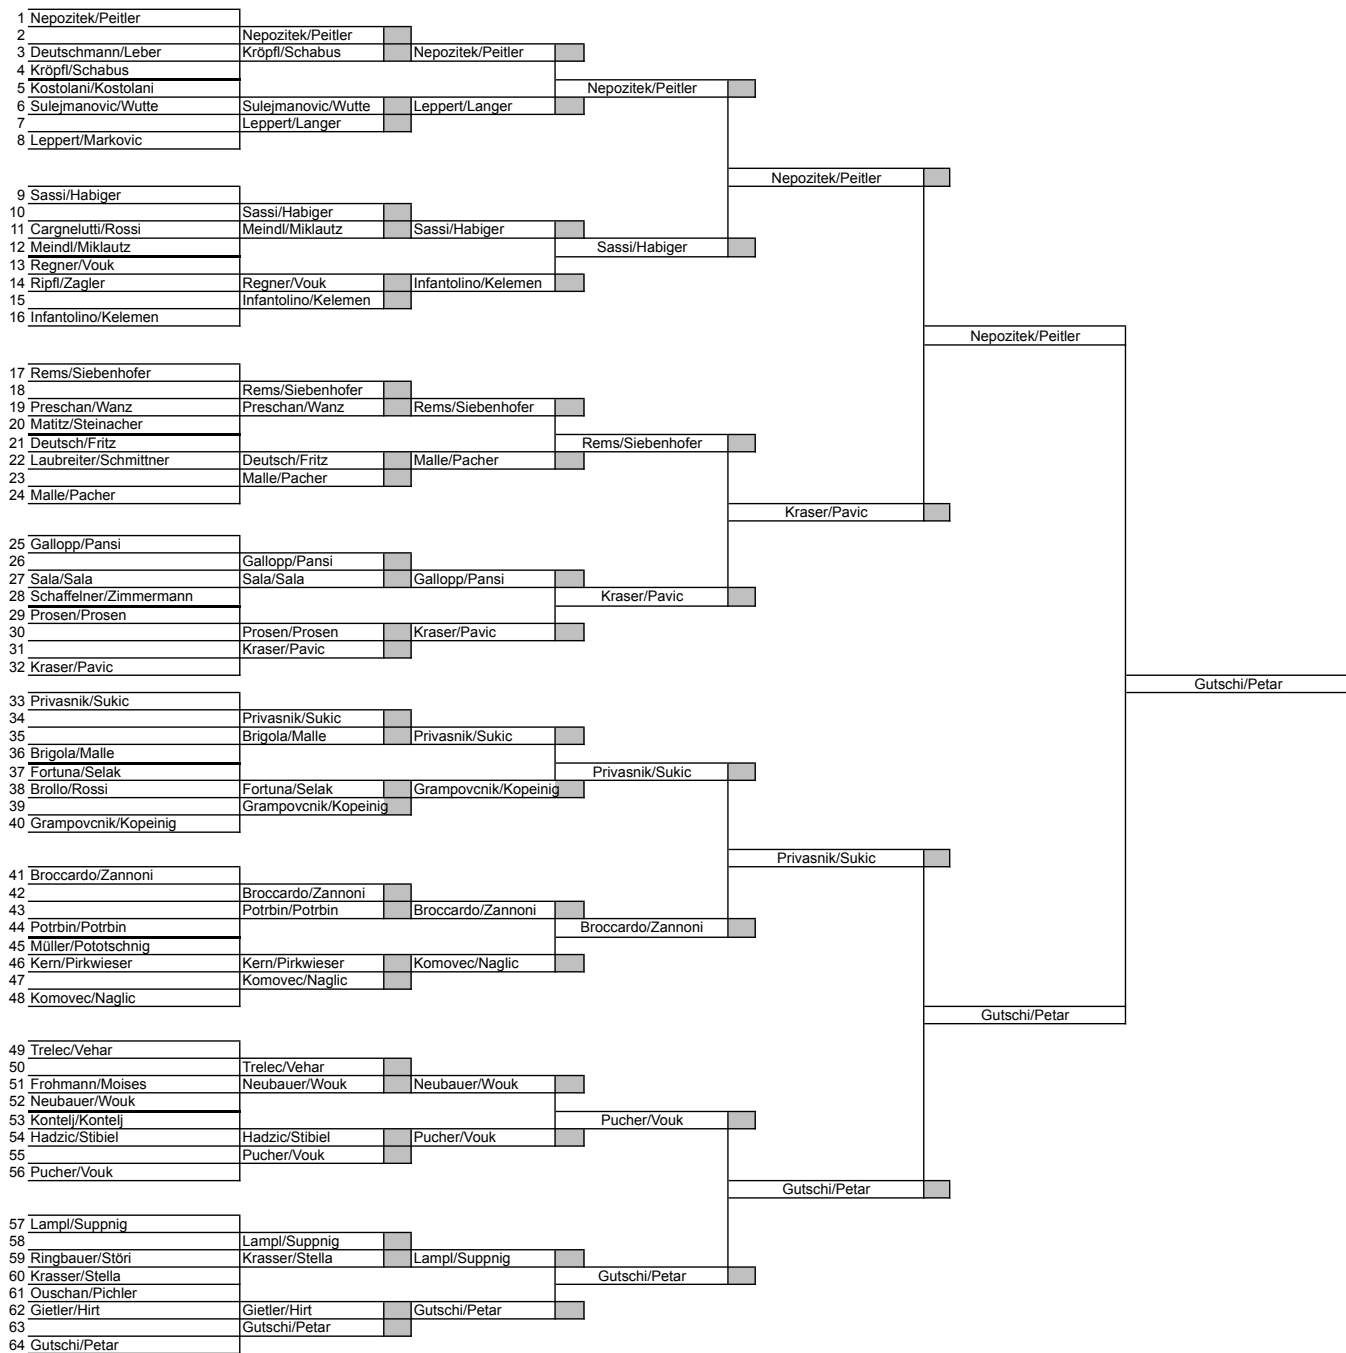 1 Nepozitek/Peitler
2 Nepozitek/Peitler
3 Deutschmann/Leber Kröpfl/Schabus Nepozitek/Peitler
4 Kröpfl/Schabus
5 Kostolani/Kostolani Nepozitek/Peitler
6 Sulejmanovic/Wutte Sulejmanovic/Wutte Leppert/Langer
7 Leppert/Langer
8 Leppert/Markovic
Nepozitek/Peitler
9 Sassi/Habiger
10 Sassi/Habiger
11 Cargnelutti/Rossi Meindl/Miklautz Sassi/Habiger
12 Meindl/Miklautz Sassi/Habiger
13 Regner/Vouk
14 Ripfl/Zagler Regner/Vouk Infantolino/Kelemen
15 Infantolino/Kelemen
16 Infantolino/Kelemen
Nepozitek/Peitler
17 Rems/Siebenhofer
18 Rems/Siebenhofer
19 Preschan/Wanz Preschan/Wanz Rems/Siebenhofer
20 Matitz/Steinacher
21 Deutsch/Fritz Rems/Siebenhofer
22 Laubreiter/Schmittner Deutsch/Fritz Malle/Pacher
23 Malle/Pacher
24 Malle/Pacher
Kraser/Pavic
25 Gallopp/Pansi
26 Gallopp/Pansi
27 Sala/Sala Sala/Sala Gallopp/Pansi
28 Schaffelner/Zimmermann Kraser/Pavic
29 Prosen/Prosen
30 Prosen/Prosen Kraser/Pavic
31 Kraser/Pavic
32 Kraser/Pavic
Gutschi/Petar
33 Privasnik/Sukic
34 Privasnik/Sukic
35 Brigola/Malle Privasnik/Sukic
36 Brigola/Malle
37 Fortuna/Selak Privasnik/Sukic
38 Brollo/Rossi Fortuna/Selak Grampovcnik/Kopeinig
39 Grampovcnik/Kopeinig
40 Grampovcnik/Kopeinig
Privasnik/Sukic
41 Broccardo/Zannoni
42 Broccardo/Zannoni
43 Potrbin/Potrbin Broccardo/Zannoni
44 Potrbin/Potrbin Broccardo/Zannoni
45 Müller/Pototschnig
46 Kern/Pirkwieser Kern/Pirkwieser Komovec/Naglic
47 Komovec/Naglic
48 Komovec/Naglic
Gutschi/Petar
49 Trelec/Vehar
50 Trelec/Vehar
51 Frohmann/Moises Neubauer/Wouk Neubauer/Wouk
52 Neubauer/Wouk
53 Kontelj/Kontelj Pucher/Vouk
54 Hadzic/Stibiel Hadzic/Stibiel Pucher/Vouk
55 Pucher/Vouk
56 Pucher/Vouk
Gutschi/Petar
57 Lampl/Suppnig
58 Lampl/Suppnig
59 Ringbauer/Störi Krasser/Stella Lampl/Suppnig
60 Krasser/Stella Gutschi/Petar
61 Ouschan/Pichler
62 Gietler/Hirt Gietler/Hirt Gutschi/Petar
63 Gutschi/Petar
64 Gutschi/Petar